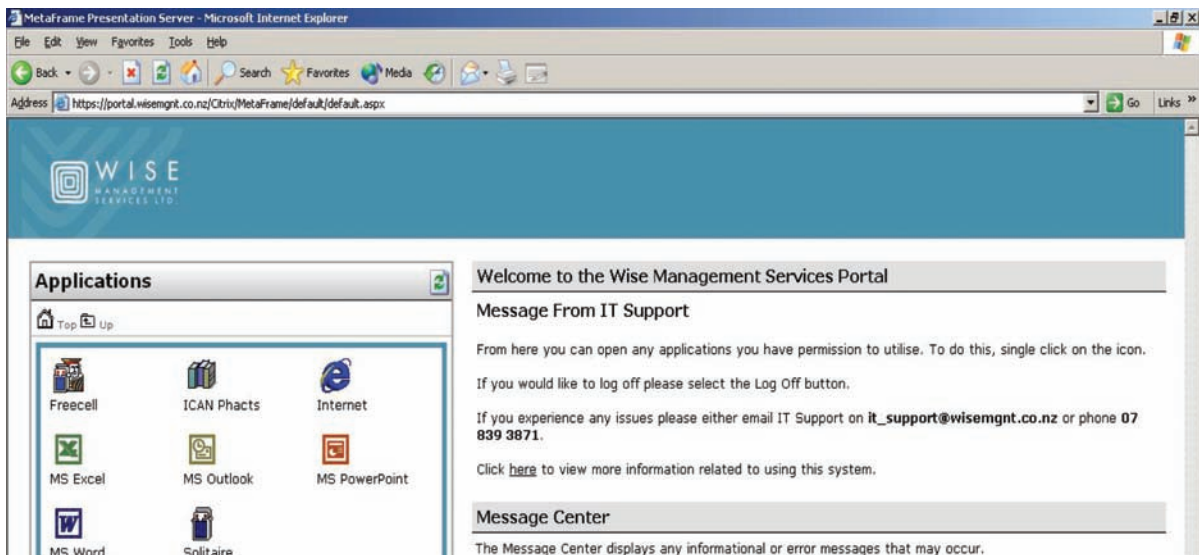 MetaFrame Presentation Server - Microsoft Internet Explorer
File Edit View Favorites Tools Help
Back Search Favorites Media
Address https://portal.wisemgnt.co.nz/Citrix/MetaFrame/default/default.aspx Go Links »
WISE
MANAGEMENT
SERVICES LTD.
Applications
Top Up
Freecell ICAN Phacts Internet
MS Excel MS Outlook MS PowerPoint
MS Word Solitaire
Welcome to the Wise Management Services Portal
Message From IT Support
From here you can open any applications you have permission to utilise. To do this, single click on the icon.
If you would like to log off please select the Log Off button.
If you experience any issues please either email IT Support on it_support@wisemgnt.co.nz or phone 07
839 3871.
Click here to view more information related to using this system.
Message Center
The Message Center displays any informational or error messages that may occur.